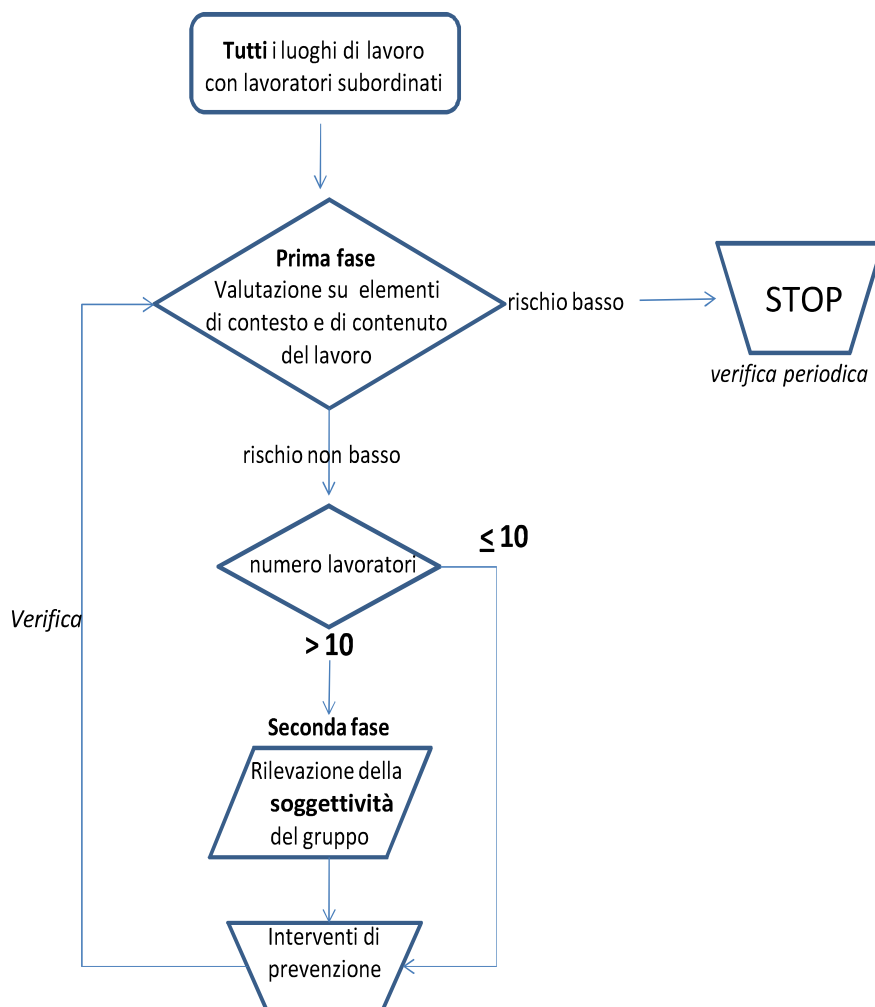 Tutti i luoghi di lavoro
con lavoratori subordinati
Prima fase
Valutazione su elementi
di contesto e di contenuto
del lavoro
rischio basso
STOP
verifica periodica
rischio non basso
numero lavoratori
≤ 10
Verifica
> 10
Seconda fase
Rilevazione della
soggettività
del gruppo
Interventi di
prevenzione